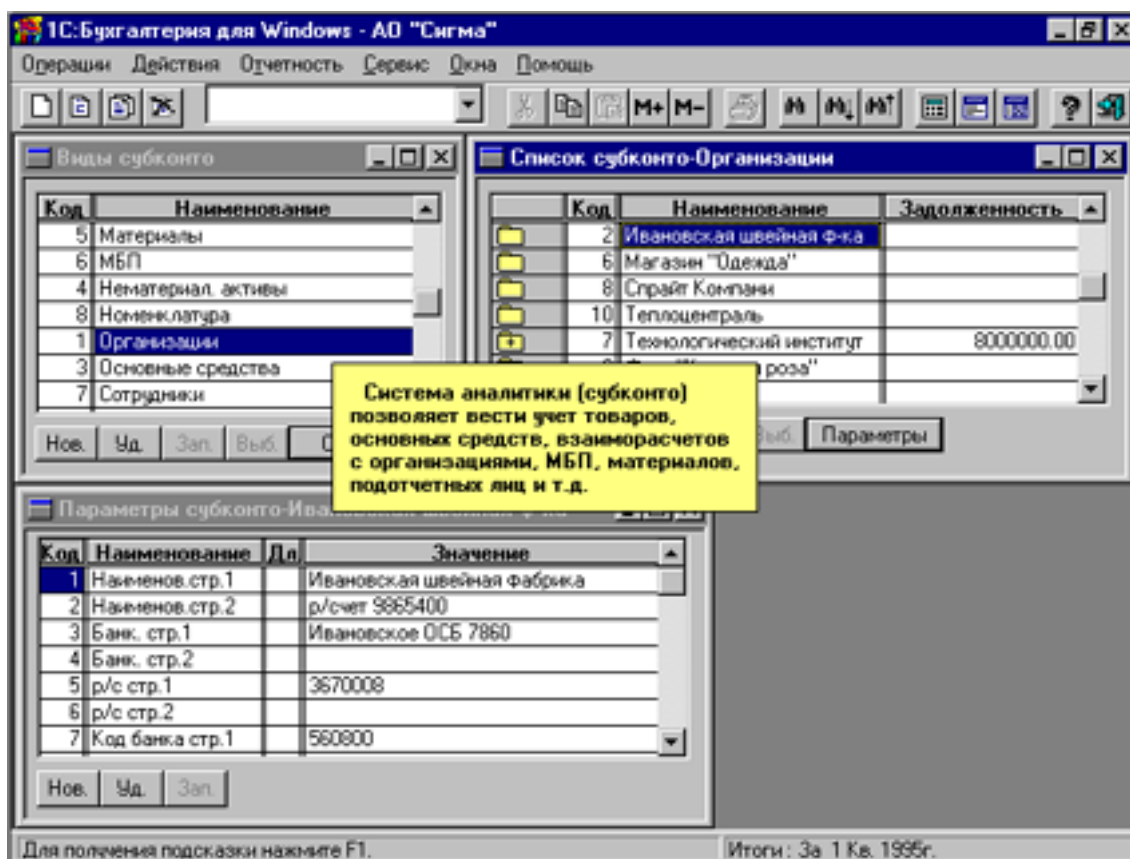 1С:Бухгалтерия для Windows - АО "Сигма"
Операции Действия Отчетность Сервис Окна Помощь
М+ М-
Виды субконто
Код Наименование
5 Материалы
6 МБП
4 Нематериал. активы
8 Номенклатура
1 Организации
3 Основные средства
7 Сотрудники
Нов. Уд. Зап. Выб.
Список субконто-Организации
Код Наименование Задолженность
2 Ивановская швейная ф-ка
6 Магазин "Одежда"
8 Спрайт Компани
10 Теплоцентраль
7 Технологический институт 8000000.00
роза"
Выб. Параметры
Система аналитики (субконто)
позволяет вести учет товаров,
основных средств, взаиморасчетов
с организациями, МБП, материалов,
подотчетных лиц и т.д.
Параметры субконто-Ивановская швейная ф-ка
Код Наименование Дл. Значение
1 Наименов.стр.1 Ивановская швейная фабрика
2 Наименов.стр.2 р/счет 9865400
3 Банк. стр.1 Ивановское ОСБ 7860
4 Банк. стр.2
5 р/с стр.1 3670008
6 р/с стр.2
7 Код банка стр.1 560800
Нов. Уд. Зап.
Для получения подсказки нажмите F1. Итоги: За 1 Кв. 1995г.